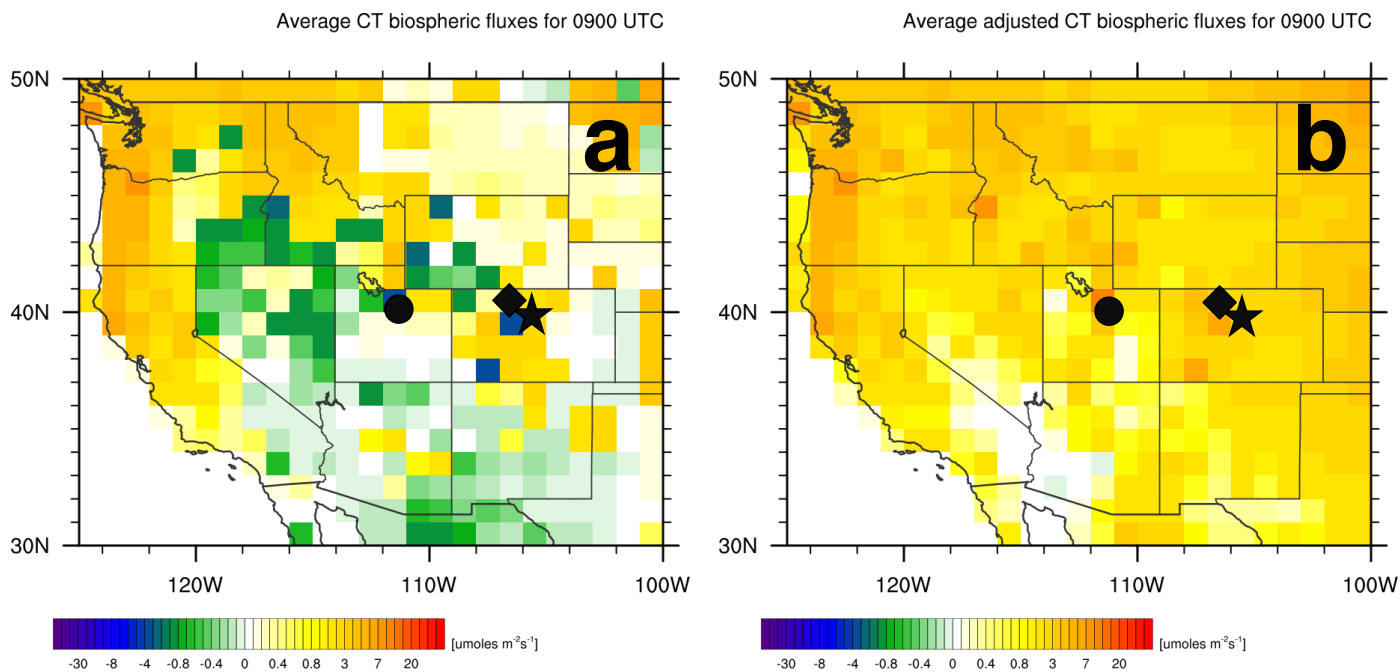 Average CT biospheric fluxes for 0900 UTC
a
50N
40N
30N
120W 110W 100W
-30 -8 -4 -0.8 -0.4 0 0.4 0.8 3 7 20
[umoles m⁻²s⁻¹]
Average adjusted CT biospheric fluxes for 0900 UTC
b
50N
40N
30N
120W 110W 100W
-30 -8 -4 -0.8 -0.4 0 0.4 0.8 3 7 20
[umoles m⁻²s⁻¹]